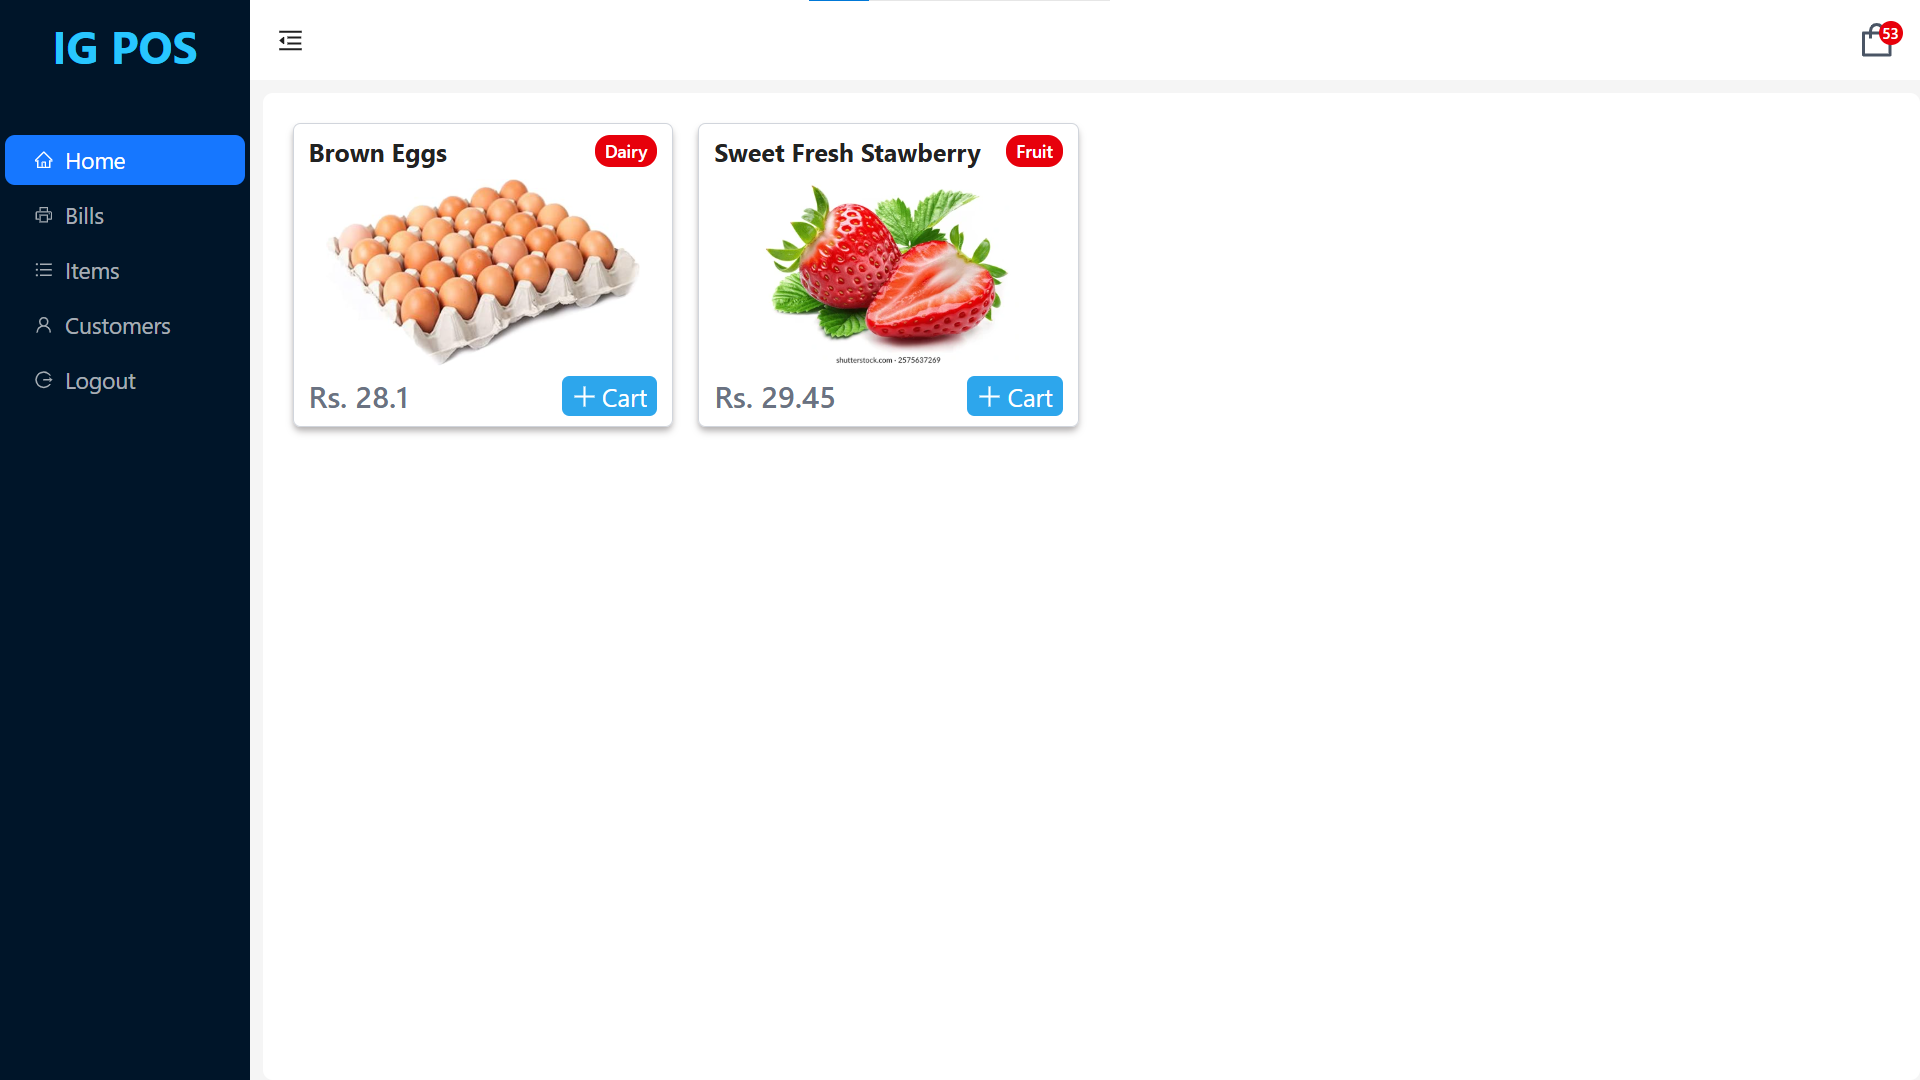 IG POS
53
Home
Bills
Items
Customers
Logout
Brown Eggs
Dairy
Rs. 28.1
Cart
Sweet Fresh Stawberry
Fruit
shutterstock.com · 2575637269
Rs. 29.45
Cart